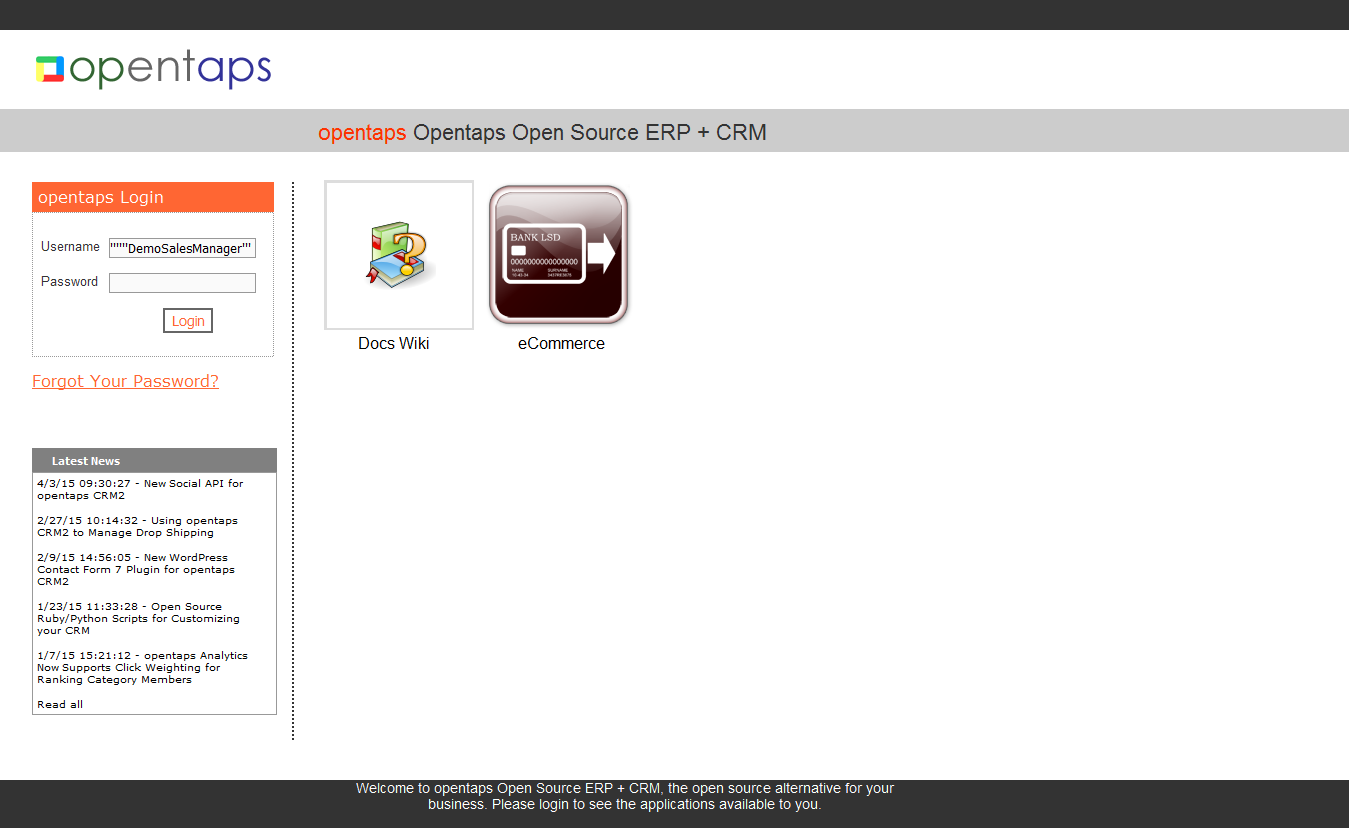 opentaps
opentaps Opentaps Open Source ERP + CRM
opentaps Login
Username """'DemoSalesManager'"
Password
Login
Forgot Your Password?
Latest News
4/3/15 09:30:27 - New Social API for
opentaps CRM2
2/27/15 10:14:32 - Using opentaps
CRM2 to Manage Drop Shipping
2/9/15 14:56:05 - New WordPress
Contact Form 7 Plugin for opentaps
CRM2
1/23/15 11:33:28 - Open Source
Ruby/Python Scripts for Customizing
your CRM
1/7/15 15:21:12 - opentaps Analytics
Now Supports Click Weighting for
Ranking Category Members
Read all
BANK LSD
0000000000000000
NAME SURNAME
Docs Wiki
eCommerce
Welcome to opentaps Open Source ERP + CRM, the open source alternative for your
business. Please login to see the applications available to you.